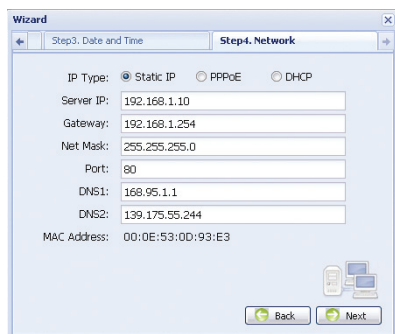 Wizard
Step3. Date and Time Step4. Network
IP Type: Static IP PPPoE DHCP
Server IP: 192.168.1.10
Gateway: 192.168.1.254
Net Mask: 255.255.255.0
Port: 80
DNS1: 168.95.1.1
DNS2: 139.175.55.244
MAC Address: 00:0E:53:0D:93:E3
Back Next